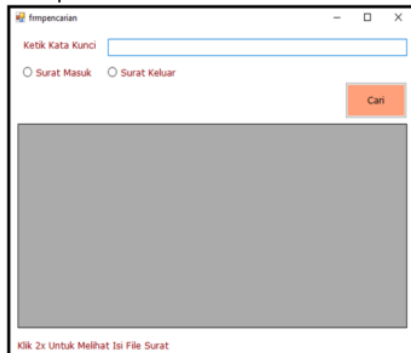 frmpencarian
Ketik Kata Kunci
Surat Masuk Surat Keluar
Cari
Klik 2x Untuk Melihat Isi File Surat